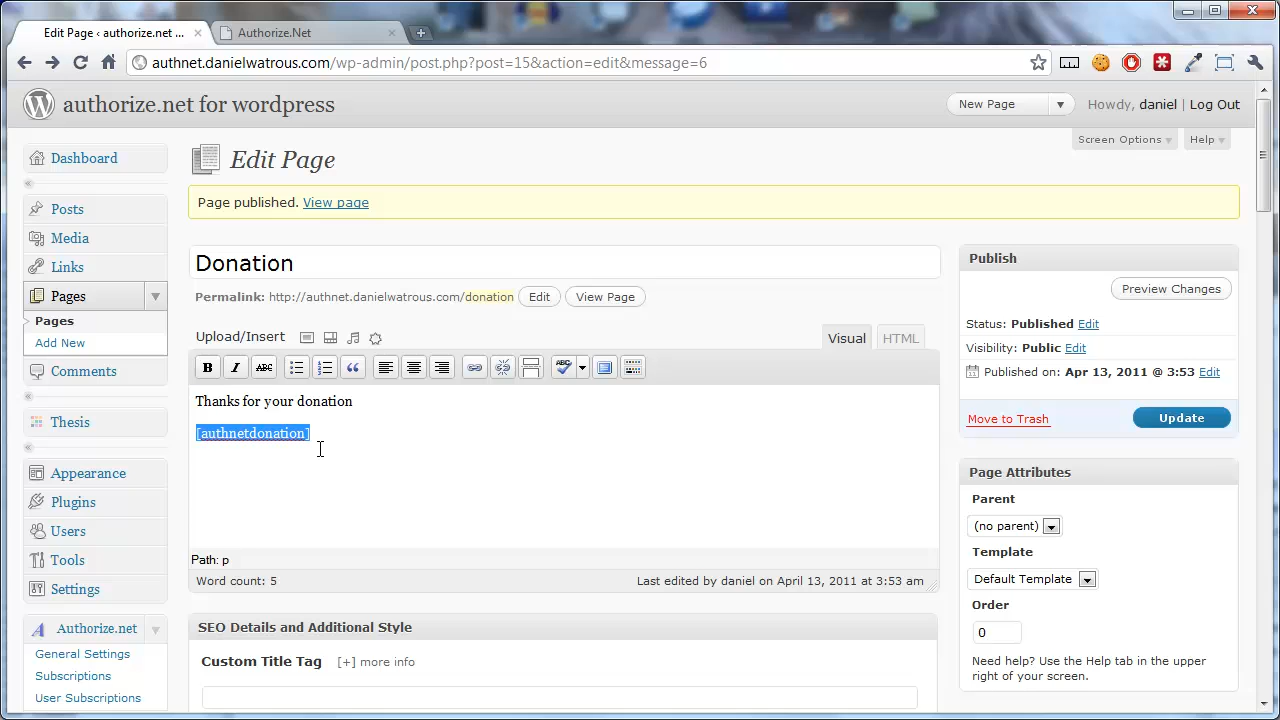 Edit Page ‹ authorize.net ...
Authorize.Net
authnet.danielwatrous.com/wp-admin/post.php?post=15&action=edit&message=6
authorize.net for wordpress
New Page
Howdy, daniel | Log Out
Screen Options
Help
Dashboard
Posts
Media
Links
Pages
Pages
Add New
Comments
Thesis
Appearance
Plugins
Users
Tools
Settings
Authorize.net
General Settings
Subscriptions
User Subscriptions
Edit Page
Page published. View page
Donation
Permalink: http://authnet.danielwatrous.com/donation Edit View Page
Upload/Insert
Visual
HTML
B I ABC
ABC
Thanks for your donation
[authnetdonation]
Path: p
Word count: 5
Last edited by daniel on April 13, 2011 at 3:53 am
SEO Details and Additional Style
Custom Title Tag [+] more info
Publish
Preview Changes
Status: Published Edit
Visibility: Public Edit
Published on: Apr 13, 2011 @ 3:53 Edit
Move to Trash
Update
Page Attributes
Parent
(no parent)
Template
Default Template
Order
0
Need help? Use the Help tab in the upper
right of your screen.